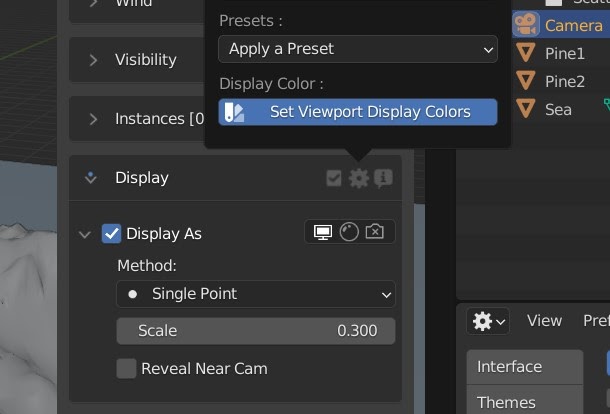 Wind
Presets :
Apply a Preset
Display Color :
Set Viewport Display Colors
Visibility
Instances [0
Display
Display As
Method:
Single Point
Scale 0.300
Reveal Near Cam
Camera
Pine1
Pine2
Sea
View Pref
Interface
Themes